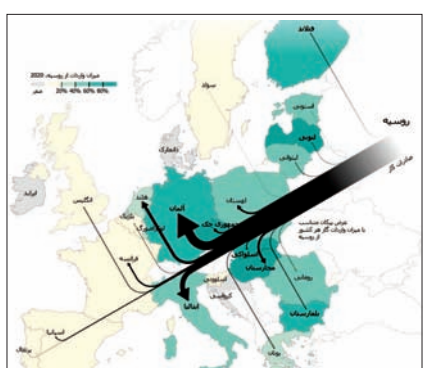 فنلاند
میزان واردات از روسیه، 2020
صفر
20% 40% 60% 80%
سوئد
استونی
روسیه
لتونی
دانمارک
لیتوانی
صادرات گاز
ایرلند
هلند
لهستان
انگلیس
آلمان
بلژیک
جمهوری چک
عرض پیکان متناسب
با میزان واردات گاز هر کشور
از روسیه
لوکزامبورگ
اسلواکی
فرانسه
مجارستان
اسلوونی
رومانی
کرواسی
ایتالیا
بلغارستان
اسپانیا
پرتغال
یونان